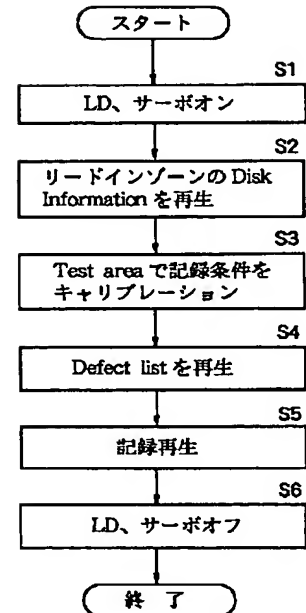 スタート
S1
LD、サーボオン
S2
リードインゾーンの Disk
Information を再生
S3
Test area で記録条件を
キャリブレーション
S4
Defect list を再生
S5
記録再生
S6
LD、サーボオフ
終 了